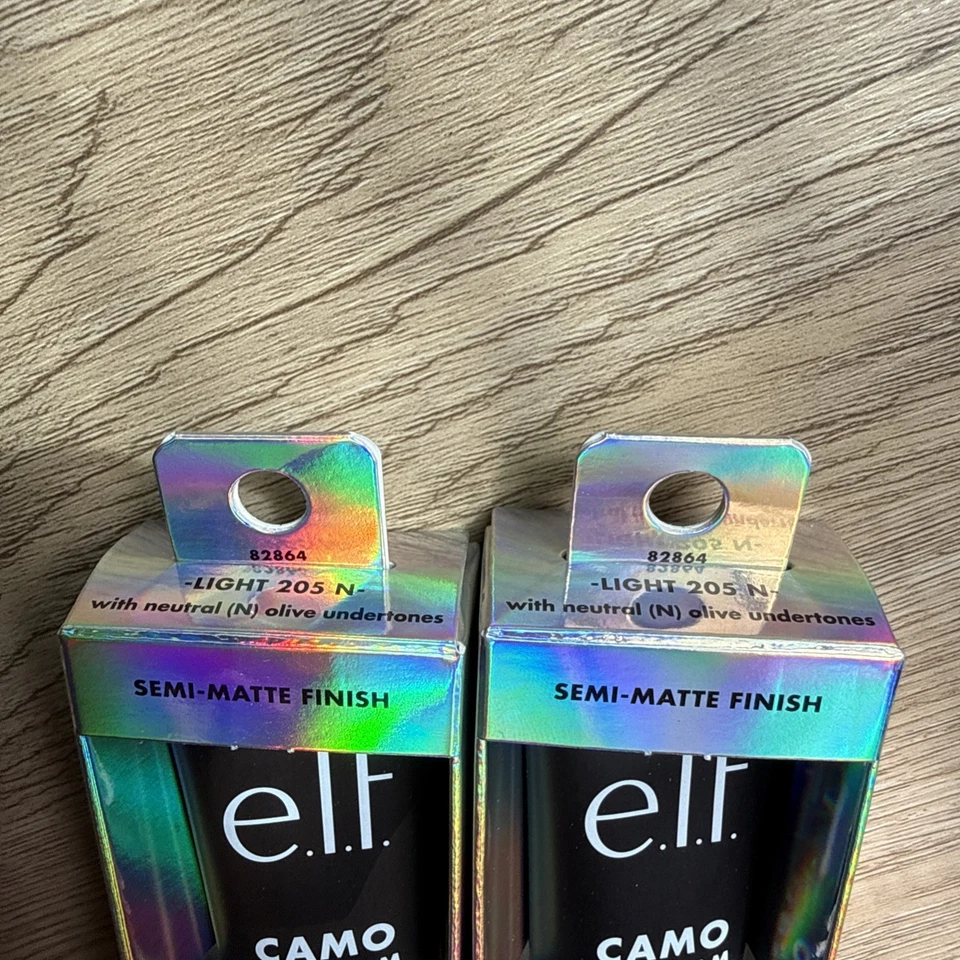 82864
-LIGHT 205 N-
with neutral (N) olive undertones
SEMI-MATTE FINISH
e.l.f.
CAMO
82864
-LIGHT 205 N-
with neutral (N) olive undertones
SEMI-MATTE FINISH
e.l.f.
CAMO